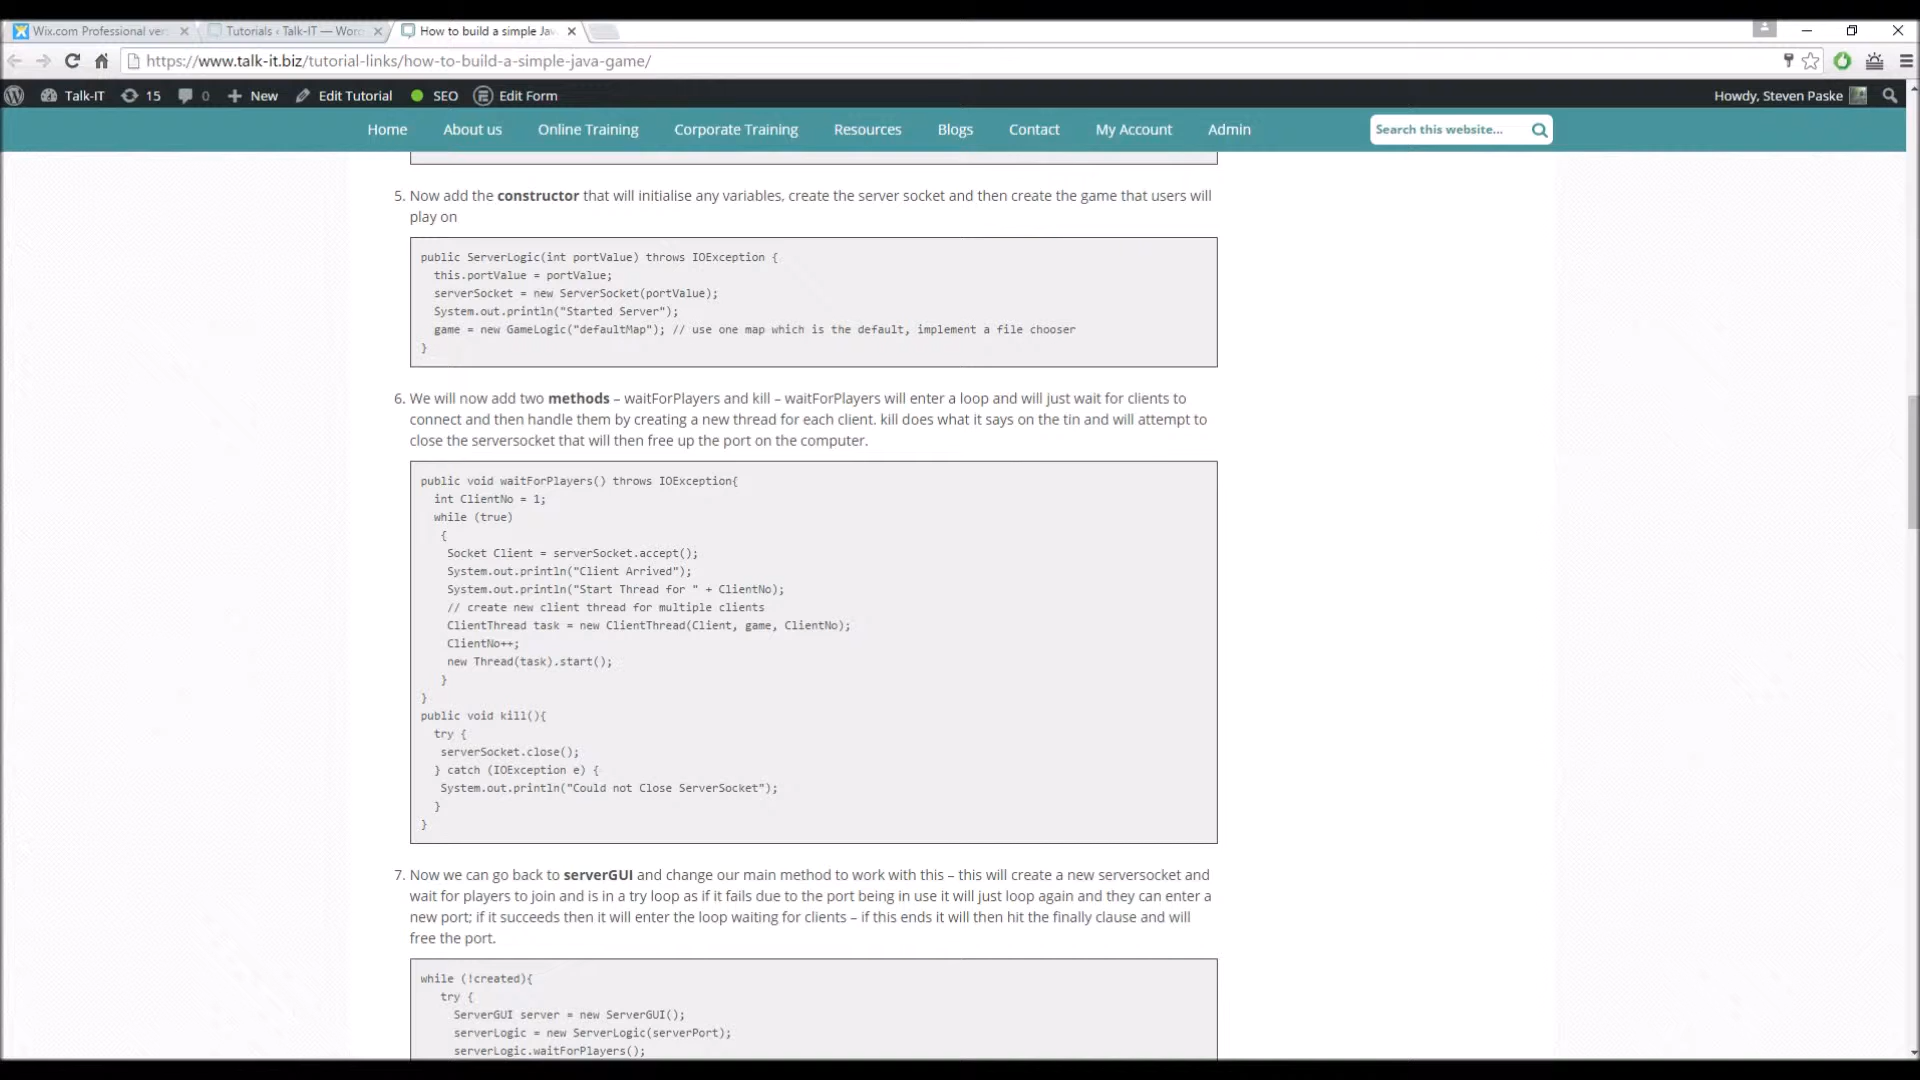 Wix.com Professional ver
Tutorials ‹ Talk-IT — Word
How to build a simple Jav
https://www.talk-it.biz/tutorial-links/how-to-build-a-simple-java-game/
Talk-IT 15 0 New Edit Tutorial SEO Edit Form Howdy, Steven Paske
Home About us Online Training Corporate Training Resources Blogs Contact My Account Admin Search this website...
5. Now add the constructor that will initialise any variables, create the server socket and then create the game that users will
play on
public ServerLogic(int portValue) throws IOException {
this.portValue = portValue;
serverSocket = new ServerSocket(portValue);
System.out.println("Started Server");
game = new GameLogic("defaultMap"); // use one map which is the default, implement a file chooser
}
6. We will now add two methods – waitForPlayers and kill – waitForPlayers will enter a loop and will just wait for clients to
connect and then handle them by creating a new thread for each client. kill does what it says on the tin and will attempt to
close the serversocket that will then free up the port on the computer.
public void waitForPlayers() throws IOException{
int ClientNo = 1;
while (true)
{
Socket Client = serverSocket.accept();
System.out.println("Client Arrived");
System.out.println("Start Thread for " + ClientNo);
// create new client thread for multiple clients
ClientThread task = new ClientThread(Client, game, ClientNo);
ClientNo++;
new Thread(task).start();
}
}
public void kill(){
try {
serverSocket.close();
} catch (IOException e) {
System.out.println("Could not Close ServerSocket");
}
}
7. Now we can go back to serverGUI and change our main method to work with this – this will create a new serversocket and
wait for players to join and is in a try loop as if it fails due to the port being in use it will just loop again and they can enter a
new port; if it succeeds then it will enter the loop waiting for clients – if this ends it will then hit the finally clause and will
free the port.
while (!created){
try {
ServerGUI server = new ServerGUI();
serverLogic = new ServerLogic(serverPort);
serverLogic.waitForPlayers();